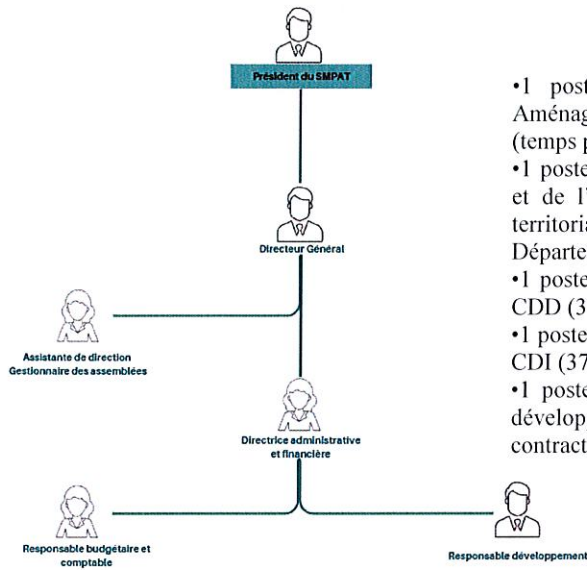 Président du SMPAT
Directeur Général
Assistante de direction
Gestionnaire des assemblées
Directrice administrative
et financière
Responsable budgétaire et
comptable
Responsable développement
•1 post
Aménag
(temps p
•1 poste
et de l'
territoria
Départe
•1 poste
CDD (3
•1 poste
CDI (37
•1 poste
dévelop
contract